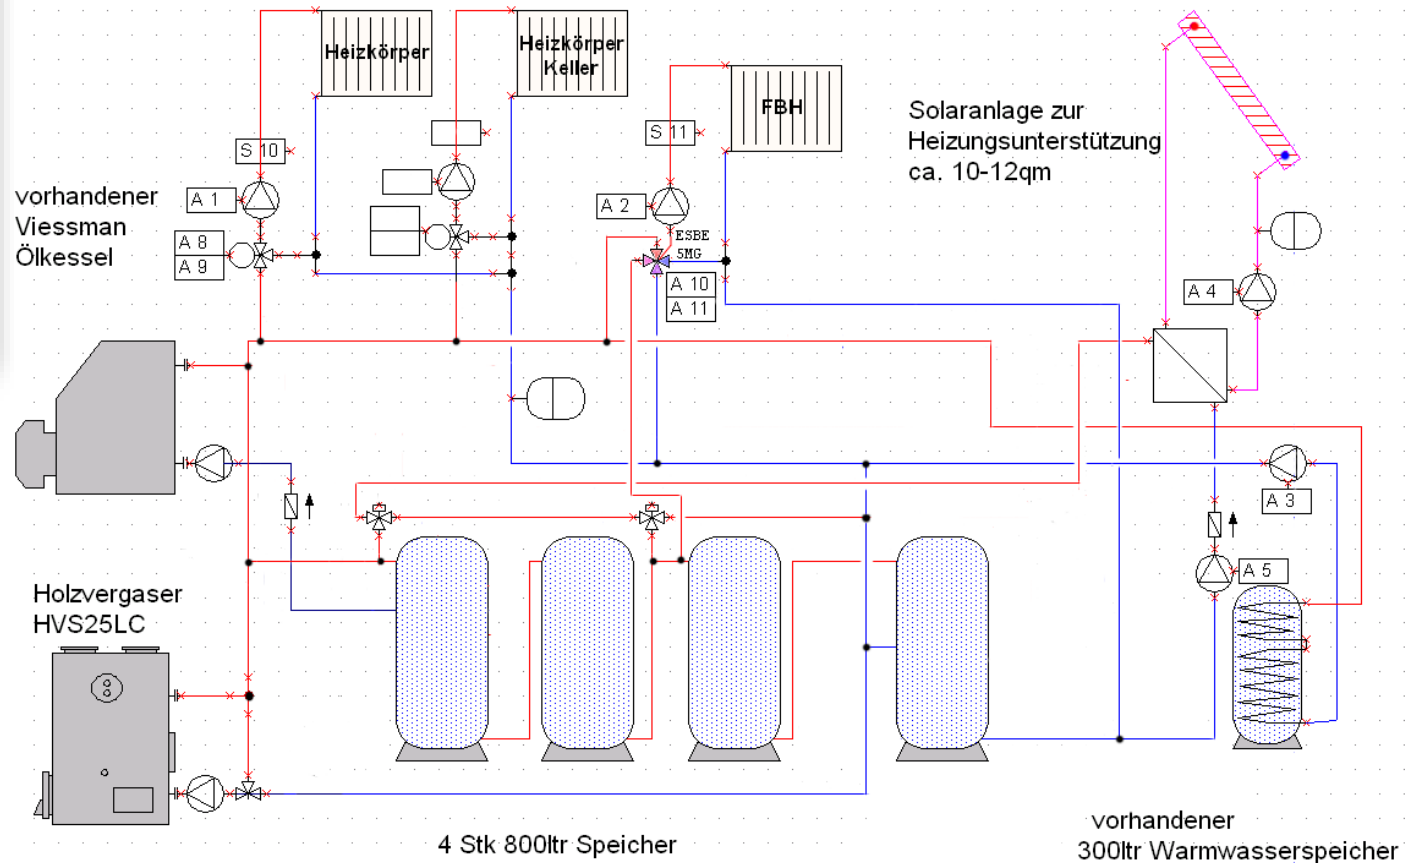 Heizkörper
Heizkörper
Keller
FBH
Solaranlage zur
Heizungsunterstützung
ca. 10-12qm
S 10
S 11
vorhandener
Viessman
Ölkessel
A 1
A 2
A 8
A 9
ESBE
5MG
A 10
A 11
A 4
A 3
A 5
Holzvergaser
HVS25LC
4 Stk 800ltr Speicher
vorhandener
300ltr Warmwasserspeicher